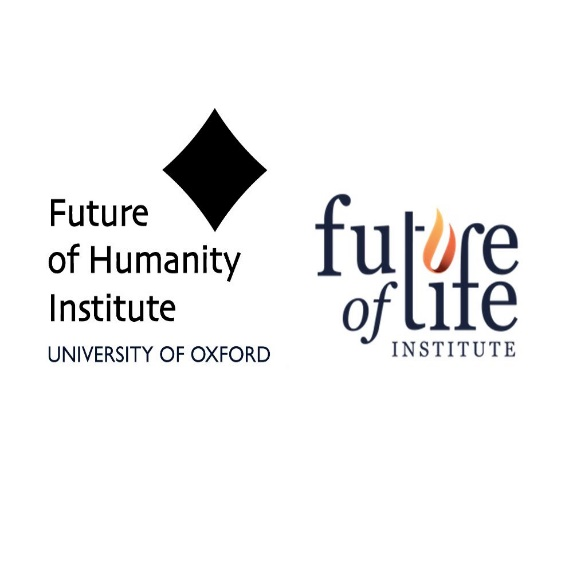 Future
of Humanity
Institute
UNIVERSITY OF OXFORD
future
of life
INSTITUTE